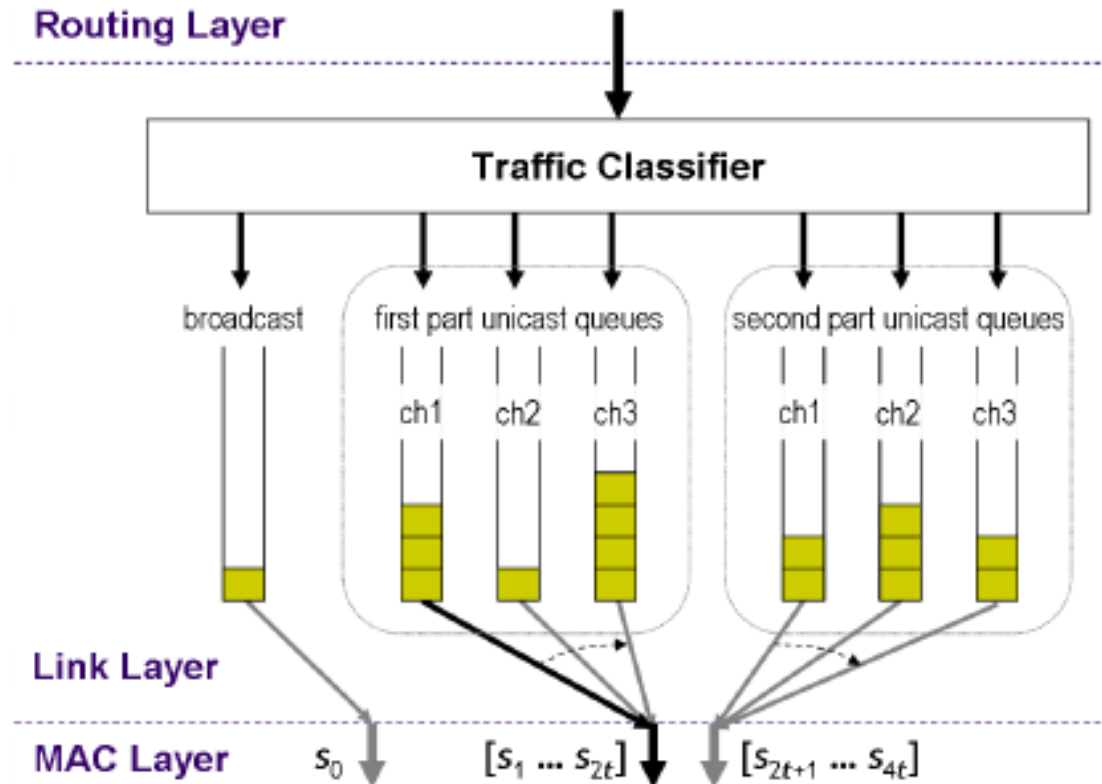 Routing Layer
Traffic Classifier
broadcast
first part unicast queues
second part unicast queues
ch1 ch2 ch3
ch1 ch2 ch3
Link Layer
MAC Layer
s₀
[s₁ ... s₂ₜ]
[s₂ₜ₊₁ ... s₄ₜ]